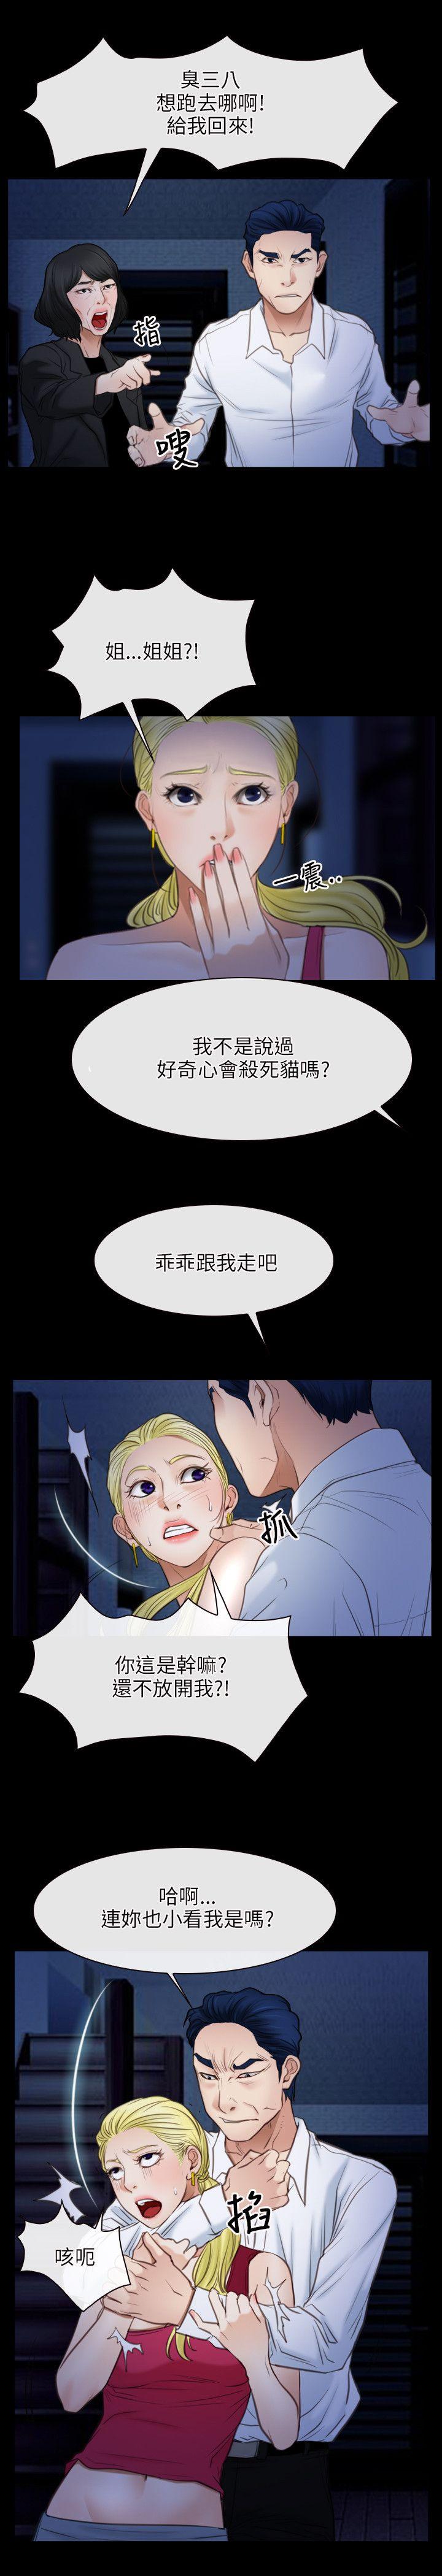 臭三八
想跑去哪啊!
給我回來!
指
嗖
姐...姐姐?!
一震..
我不是說過
好奇心會殺死貓嗎?
乖乖跟我走吧
抓
你這是幹嘛?
還不放開我?!
哈啊...
連妳也小看我是嗎?
掐
咳呃